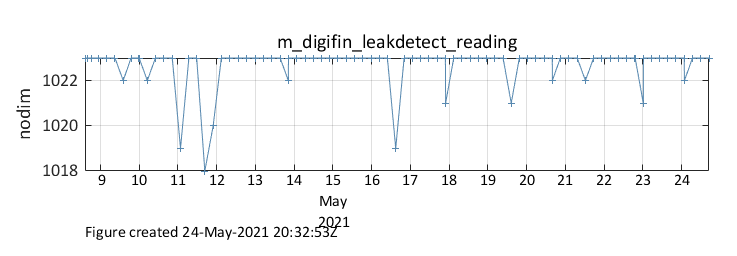 m_digifin_leakdetect_reading
nodim
1022
1020
1018
9 10 11 12 13 14 15 16 17 18 19 20 21 22 23 24
May
2021
Figure created 24-May-2021 20:32:53Z